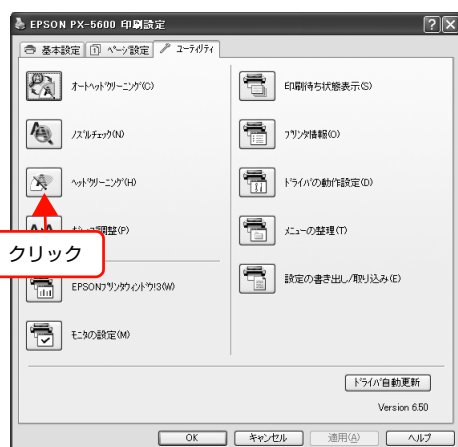 EPSON PX-5600 印刷設定
基本設定
ページ設定
ユーティリティ
オートヘッドクリーニング(C)
ノズルチェック(N)
ヘッドクリーニング(H)
調整(P)
クリック
EPSONプリンタウィンドウ!3(W)
モニタの設定(M)
印刷待ち状態表示(S)
プリンタ情報(O)
ドライバの動作設定(D)
メニューの整理(T)
設定の書き出し/取り込み(E)
ドライバ自動更新
Version 6.50
OK
キャンセル
適用(A)
ヘルプ